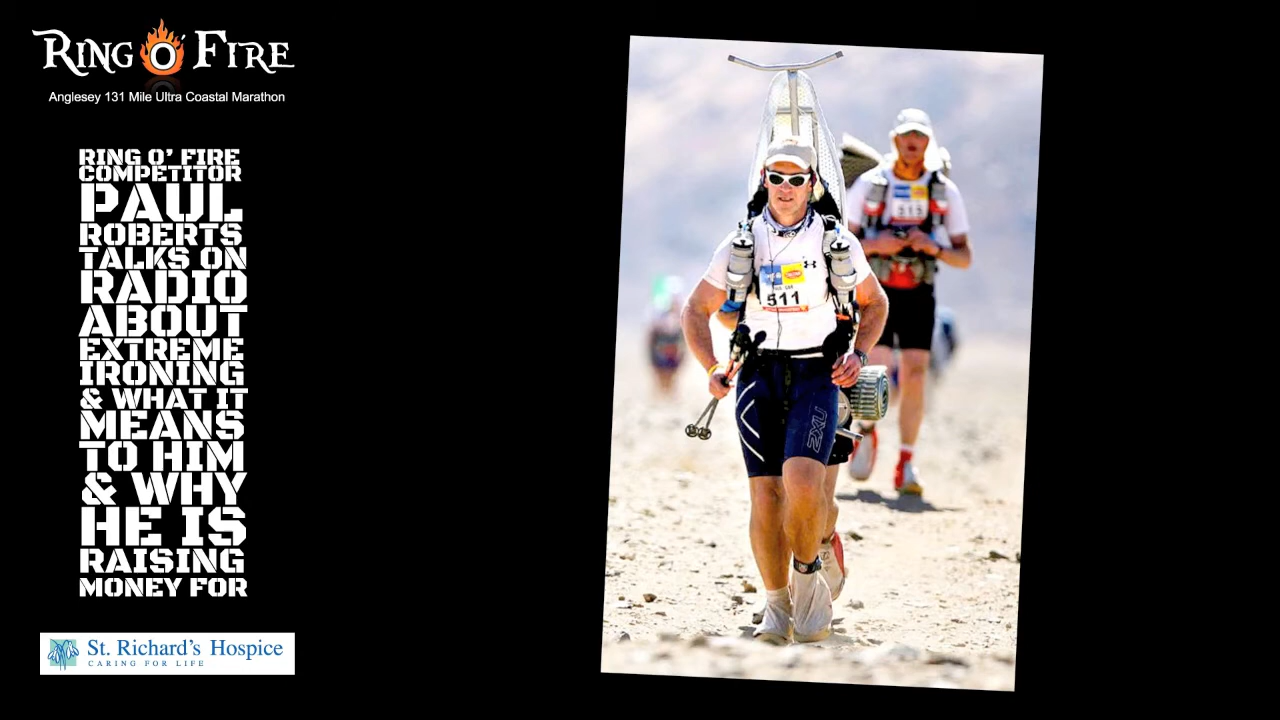 RING O' FIRE
Anglesey 131 Mile Ultra Coastal Marathon
RING O' FIRE
COMPETITOR
PAUL
ROBERTS
TALKS ON
RADIO
ABOUT
EXTREME
IRONING
& WHAT IT
MEANS
TO HIM
& WHY
HE IS
RAISING
MONEY FOR
St. Richard's Hospice
CARING FOR LIFE
511
2XU